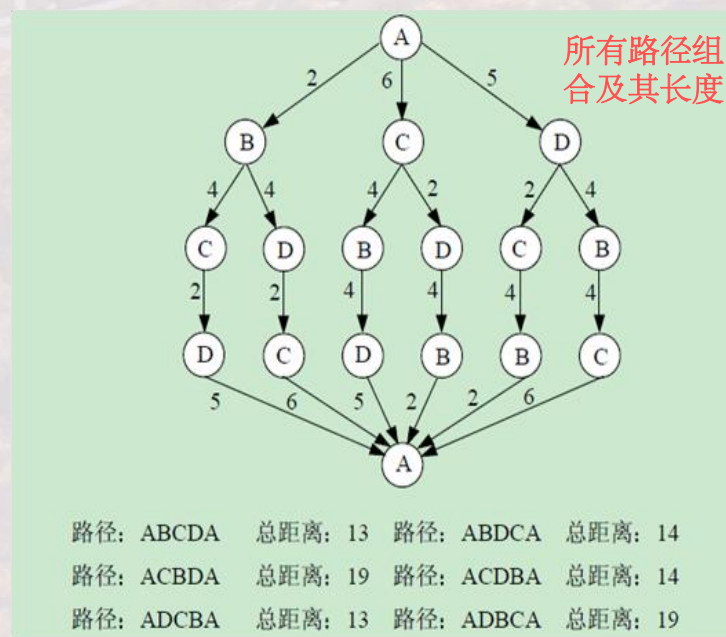 A
所有路径组
合及其长度
2 6 5
B C D
4 4 4 2 2 4
C D B D C B
2 2 4 4 4 4
D C D B B C
5 6 5 2 2 6
A
路径: ABCDA 总距离: 13 路径: ABDCA 总距离: 14
路径: ACBDA 总距离: 19 路径: ACDBA 总距离: 14
路径: ADCBA 总距离: 13 路径: ADBCA 总距离: 19